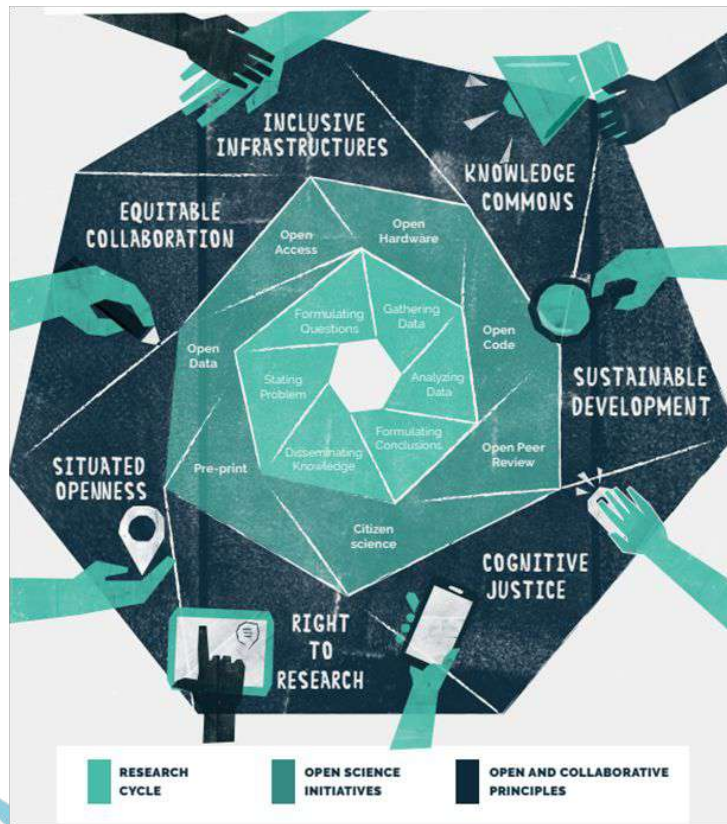 INCLUSIVE
INFRASTRUCTURES
KNOWLEDGE
COMMONS
EQUITABLE
COLLABORATION
SUSTAINABLE
DEVELOPMENT
SITUATED
OPENNESS
COGNITIVE
JUSTICE
RIGHT
TO
RESEARCH
Open
Access
Open
Hardware
Open
Data
Open
Code
Pre-print
Open Peer
Review
Citizen
science
Formulating
Questions
Gathering
Data
Stating
Problem
Analyzing
Data
Disseminating
Knowledge
Formulating
Conclusions
RESEARCH
CYCLE
OPEN SCIENCE
INITIATIVES
OPEN AND COLLABORATIVE
PRINCIPLES